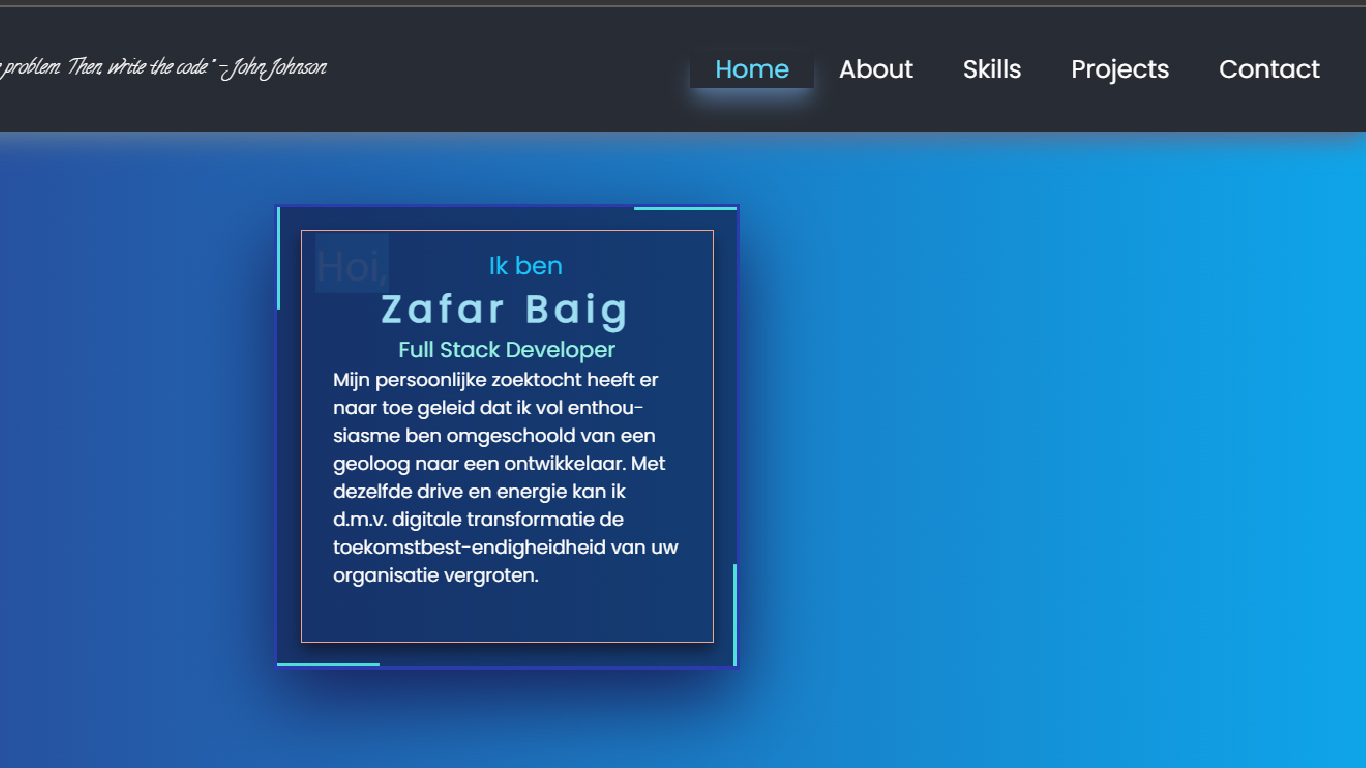 problem. Then, write the code." – John Johnson
Home About Skills Projects Contact
Hoi,
Ik ben
Zafar Baig
Full Stack Developer
Mijn persoonlijke zoektocht heeft er
naar toe geleid dat ik vol enthou-
siasme ben omgeschoold van een
geoloog naar een ontwikkelaar. Met
dezelfde drive en energie kan ik
d.m.v. digitale transformatie de
toekomstbest-endigheidheid van uw
organisatie vergroten.